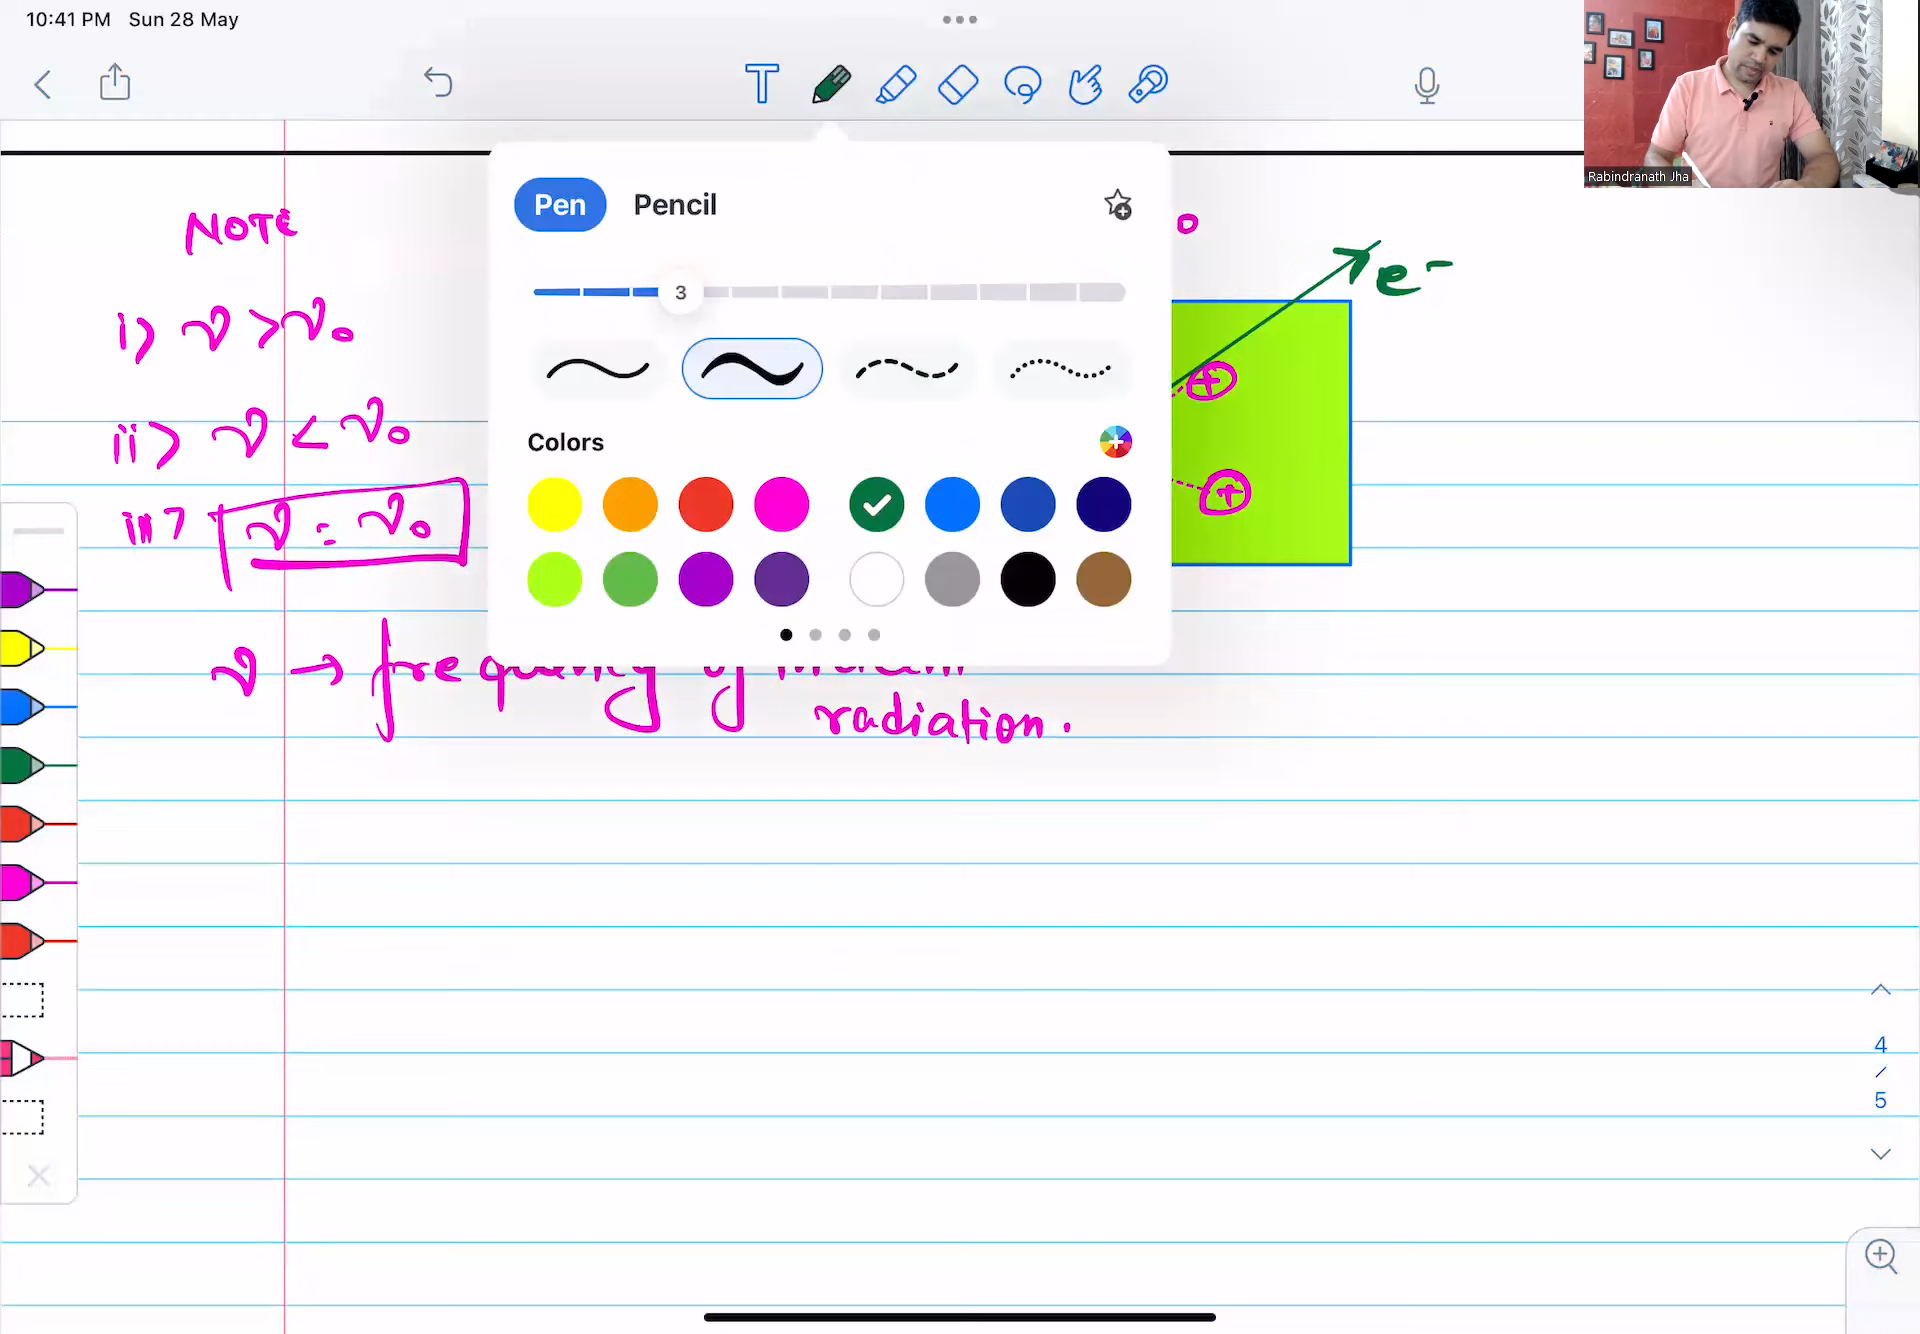 10:41 PM Sun 28 May
Rabindranath Jha
Pen Pencil
NOTE
3
e⁻
i) ν > ν₀
ii) ν < ν₀
Colors
iii) ν = ν₀
ν → frequency of incident
radiation.
4
/
5